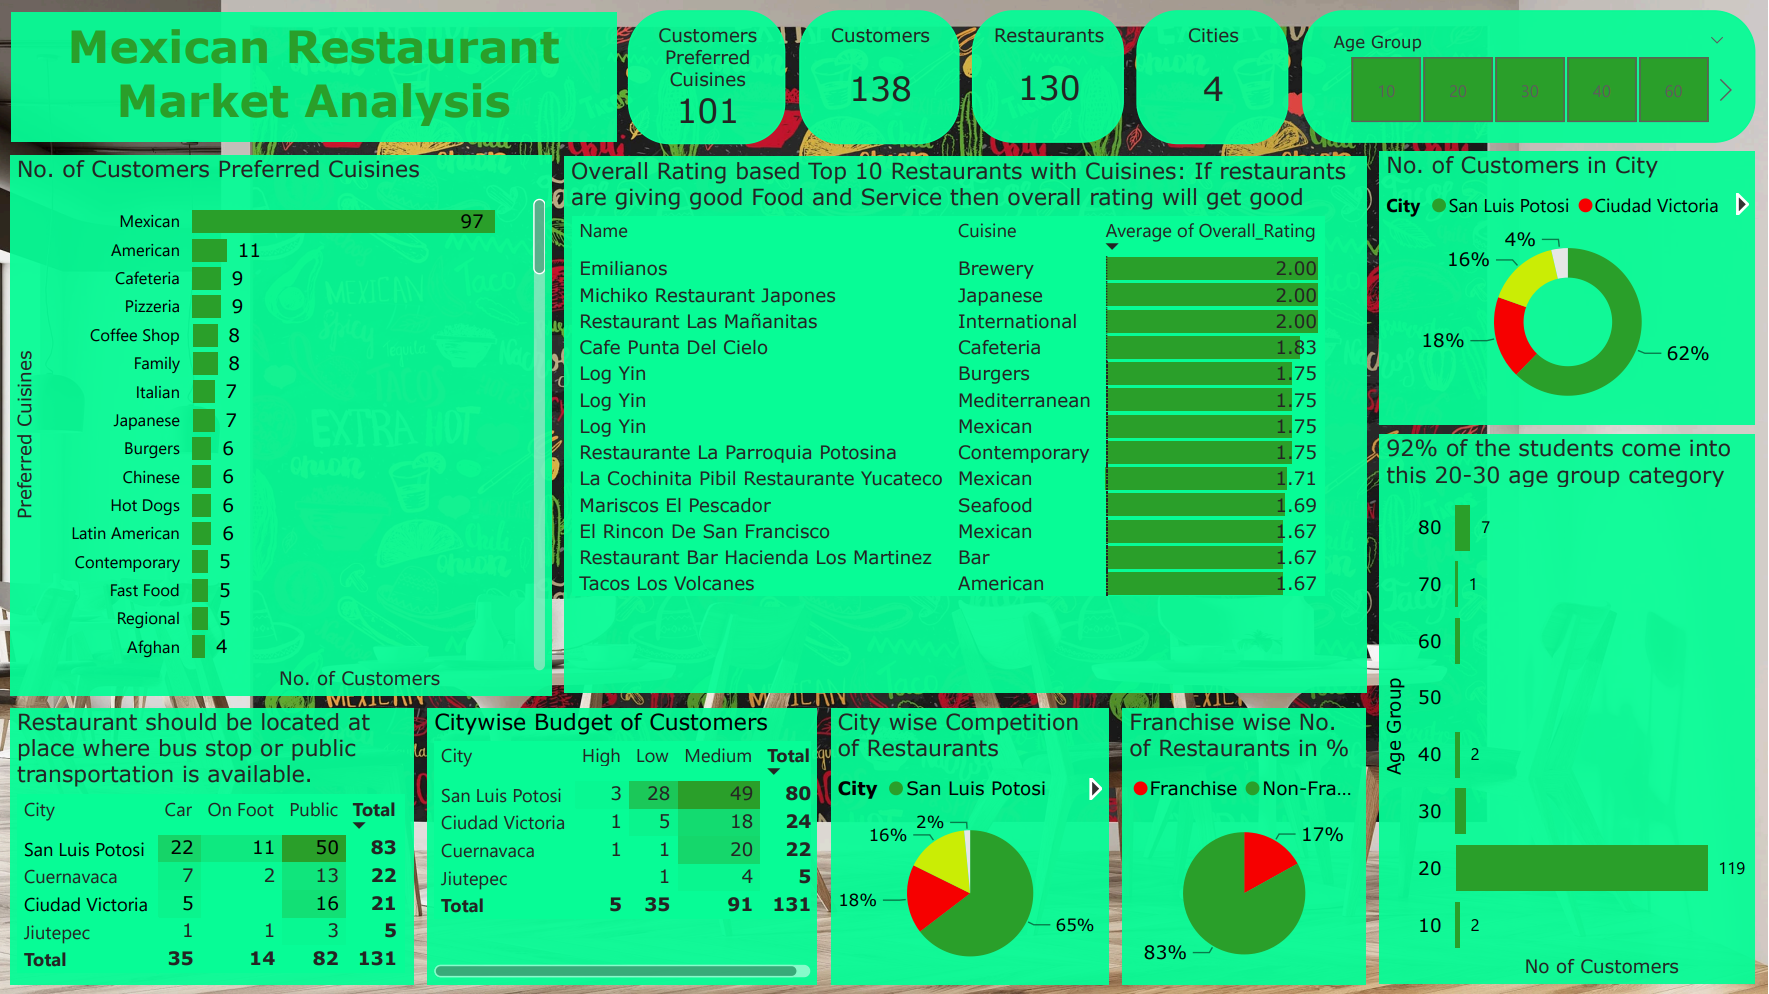 Mexican Restaurant
Market Analysis
Customers
Preferred
Cuisines
101
Customers
138
Restaurants
130
Cities
4
Age Group
10 20 30 40 60
No. of Customers Preferred Cuisines
Preferred Cuisines
Mexican 97
American 11
Cafeteria 9
Pizzeria 9
Coffee Shop 8
Family 8
Italian 7
Japanese 7
Burgers 6
Chinese 6
Hot Dogs 6
Latin American 6
Contemporary 5
Fast Food 5
Regional 5
Afghan 4
No. of Customers
Overall Rating based Top 10 Restaurants with Cuisines: If restaurants
are giving good Food and Service then overall rating will get good
Name Cuisine Average of Overall_Rating
Emilianos Brewery 2.00
Michiko Restaurant Japones Japanese 2.00
Restaurant Las Mañanitas International 2.00
Cafe Punta Del Cielo Cafeteria 1.83
Log Yin Burgers 1.75
Log Yin Mediterranean 1.75
Log Yin Mexican 1.75
Restaurante La Parroquia Potosina Contemporary 1.75
La Cochinita Pibil Restaurante Yucateco Mexican 1.71
Mariscos El Pescador Seafood 1.69
El Rincon De San Francisco Mexican 1.67
Restaurant Bar Hacienda Los Martinez Bar 1.67
Tacos Los Volcanes American 1.67
No. of Customers in City
City San Luis Potosi Ciudad Victoria
4%
16%
18%
62%
92% of the students come into
this 20-30 age group category
Age Group
80 7
70 1
60
50
40 2
30
20 119
10 2
No of Customers
Restaurant should be located at
place where bus stop or public
transportation is available.
City Car On Foot Public Total
San Luis Potosi 22 11 50 83
Cuernavaca 7 2 13 22
Ciudad Victoria 5 16 21
Jiutepec 1 1 3 5
Total 35 14 82 131
Citywise Budget of Customers
City High Low Medium Total
San Luis Potosi 3 28 49 80
Ciudad Victoria 1 5 18 24
Cuernavaca 1 1 20 22
Jiutepec 1 4 5
Total 5 35 91 131
City wise Competition
of Restaurants
City San Luis Potosi
2%
16%
18%
65%
Franchise wise No.
of Restaurants in %
Franchise Non-Fra...
17%
83%
MEXICAN
Taco
EXTRA HOT